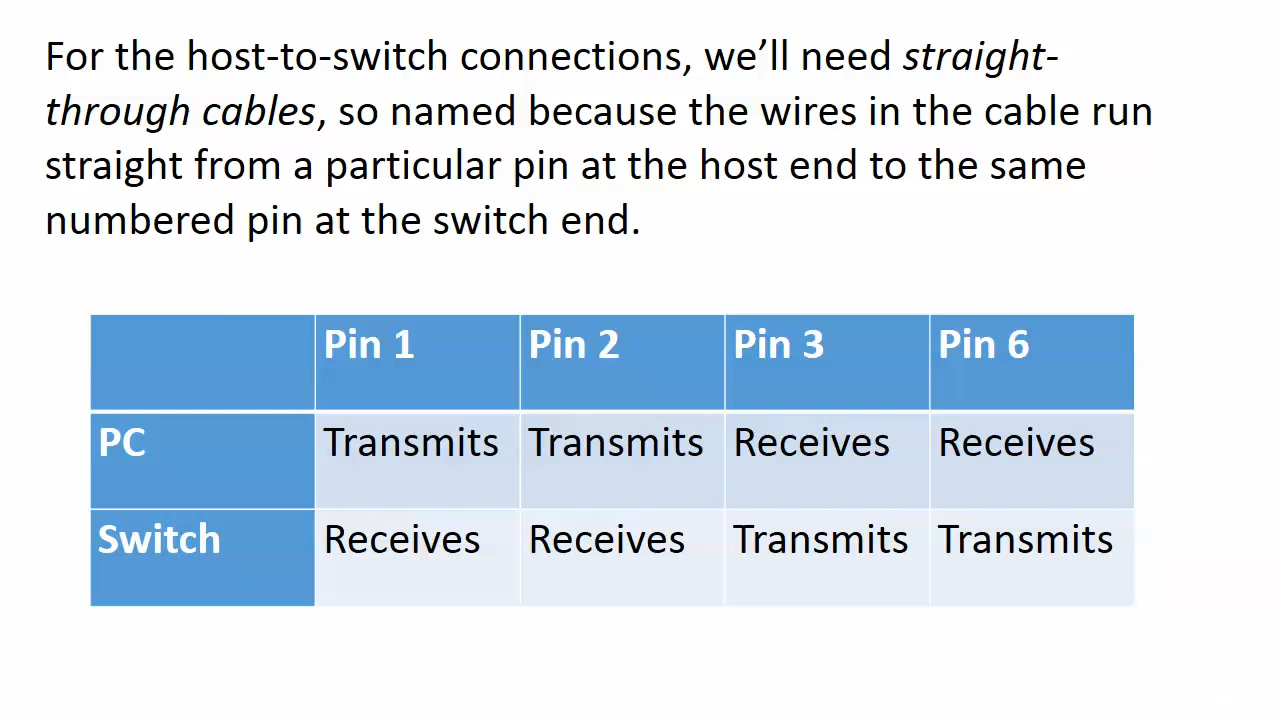 For the host-to-switch connections, we’ll need straight-
through cables, so named because the wires in the cable run
straight from a particular pin at the host end to the same
numbered pin at the switch end.
Pin 1 Pin 2 Pin 3 Pin 6
PC Transmits Transmits Receives Receives
Switch Receives Receives Transmits Transmits